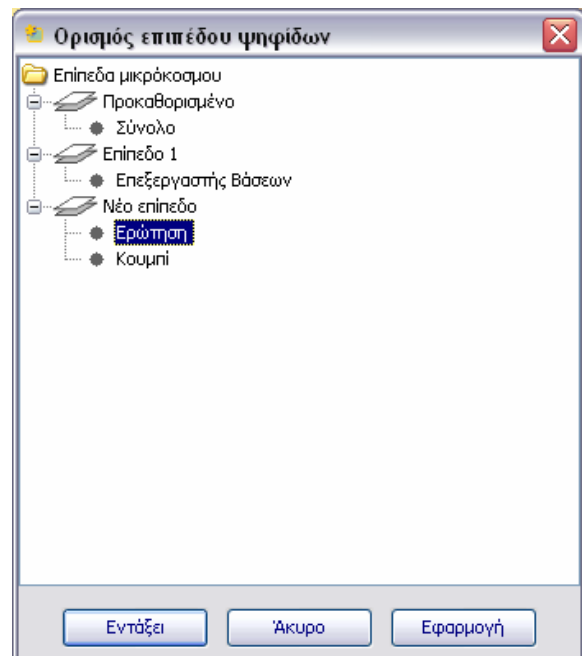 Ορισμός επιπέδου ψηφίδων
Επίπεδα μικρόκοσμου
Προκαθορισμένο
Σύνολο
Επίπεδο 1
Επεξεργαστής Βάσεων
Νέο επίπεδο
Ερώτηση
Κουμπί
Εντάξει Άκυρο Εφαρμογή